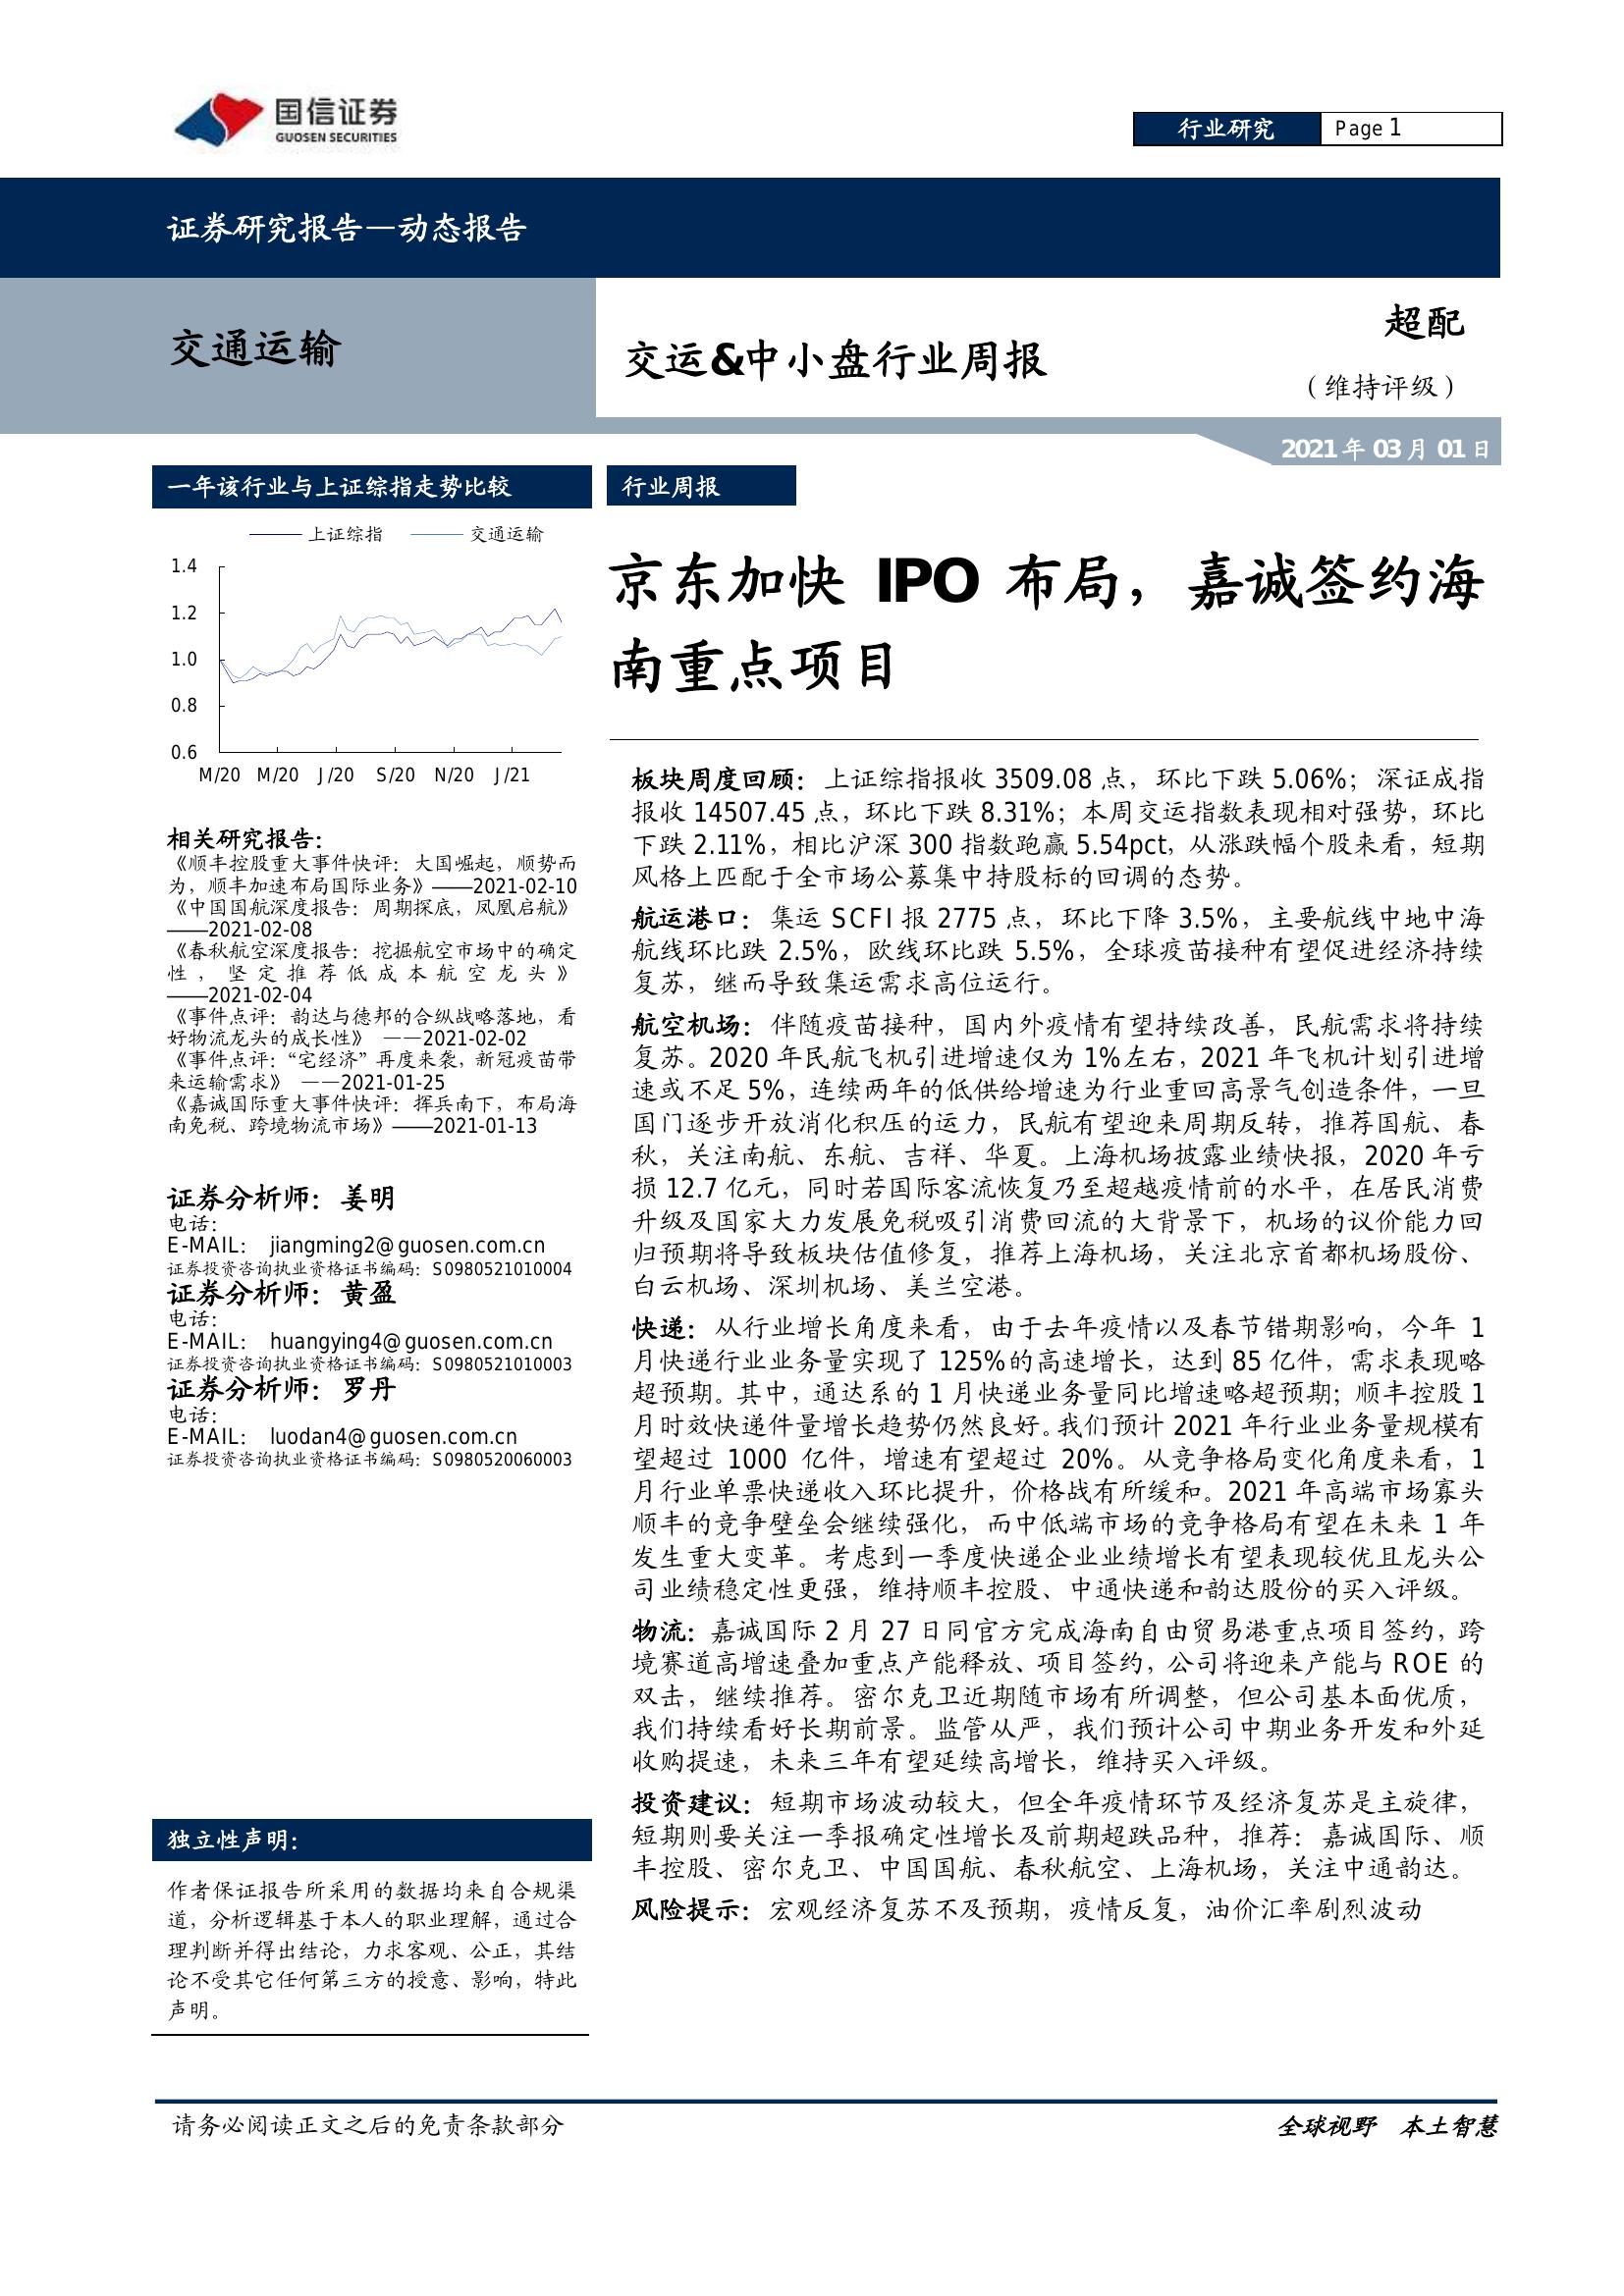 国信证券
GUOSEN SECURITIES
行业研究
Page 1
证券研究报告—动态报告
交通运输
交运&中小盘行业周报
超配
（维持评级）
2021 年 03 月 01 日
一年该行业与上证综指走势比较
上证综指 交通运输
1.4
1.2
1.0
0.8
0.6
M/20 M/20 J/20 S/20 N/20 J/21
相关研究报告：
《顺丰控股重大事件快评：大国崛起，顺势而
为，顺丰加速布局国际业务》——2021-02-10
《中国国航深度报告：周期探底，凤凰启航》
——2021-02-08
《春秋航空深度报告：挖掘航空市场中的确定
性，坚定推荐低成本航空龙头》
——2021-02-04
《事件点评：韵达与德邦的合纵战略落地，看
好物流龙头的成长性》 ——2021-02-02
《事件点评：“宅经济”再度来袭，新冠疫苗带
来运输需求》 ——2021-01-25
《嘉诚国际重大事件快评：挥兵南下，布局海
南免税、跨境物流市场》——2021-01-13
证券分析师：姜明
电话：
E-MAIL： jiangming2@guosen.com.cn
证券投资咨询执业资格证书编码：S0980521010004
证券分析师：黄盈
电话：
E-MAIL： huangying4@guosen.com.cn
证券投资咨询执业资格证书编码：S0980521010003
证券分析师：罗丹
电话：
E-MAIL： luodan4@guosen.com.cn
证券投资咨询执业资格证书编码：S0980520060003
独立性声明：
作者保证报告所采用的数据均来自合规渠
道，分析逻辑基于本人的职业理解，通过合
理判断并得出结论，力求客观、公正，其结
论不受其它任何第三方的授意、影响，特此
声明。
行业周报
京东加快 IPO 布局，嘉诚签约海
南重点项目
板块周度回顾：上证综指报收 3509.08 点，环比下跌 5.06%；深证成指
报收 14507.45 点，环比下跌 8.31%；本周交运指数表现相对强势，环比
下跌 2.11%，相比沪深 300 指数跑赢 5.54pct，从涨跌幅个股来看，短期
风格上匹配于全市场公募集中持股标的回调的态势。
航运港口：集运 SCFI 报 2775 点，环比下降 3.5%，主要航线中地中海
航线环比跌 2.5%，欧线环比跌 5.5%，全球疫苗接种有望促进经济持续
复苏，继而导致集运需求高位运行。
航空机场：伴随疫苗接种，国内外疫情有望持续改善，民航需求将持续
复苏。2020 年民航飞机引进增速仅为 1%左右，2021 年飞机计划引进增
速或不足 5%，连续两年的低供给增速为行业重回高景气创造条件，一旦
国门逐步开放消化积压的运力，民航有望迎来周期反转，推荐国航、春
秋，关注南航、东航、吉祥、华夏。上海机场披露业绩快报，2020 年亏
损 12.7 亿元，同时若国际客流恢复乃至超越疫情前的水平，在居民消费
升级及国家大力发展免税吸引消费回流的大背景下，机场的议价能力回
归预期将导致板块估值修复，推荐上海机场，关注北京首都机场股份、
白云机场、深圳机场、美兰空港。
快递：从行业增长角度来看，由于去年疫情以及春节错期影响，今年 1
月快递行业业务量实现了 125%的高速增长，达到 85 亿件，需求表现略
超预期。其中，通达系的 1 月快递业务量同比增速略超预期；顺丰控股 1
月时效快递件量增长趋势仍然良好。我们预计 2021 年行业业务量规模有
望超过 1000 亿件，增速有望超过 20%。从竞争格局变化角度来看，1
月行业单票快递收入环比提升，价格战有所缓和。2021 年高端市场寡头
顺丰的竞争壁垒会继续强化，而中低端市场的竞争格局有望在未来 1 年
发生重大变革。考虑到一季度快递企业业绩增长有望表现较优且龙头公
司业绩稳定性更强，维持顺丰控股、中通快递和韵达股份的买入评级。
物流：嘉诚国际 2 月 27 日同官方完成海南自由贸易港重点项目签约，跨
境赛道高增速叠加重点产能释放、项目签约，公司将迎来产能与 ROE 的
双击，继续推荐。密尔克卫近期随市场有所调整，但公司基本面优质，
我们持续看好长期前景。监管从严，我们预计公司中期业务开发和外延
收购提速，未来三年有望延续高增长，维持买入评级。
投资建议：短期市场波动较大，但全年疫情环节及经济复苏是主旋律，
短期则要关注一季报确定性增长及前期超跌品种，推荐：嘉诚国际、顺
丰控股、密尔克卫、中国国航、春秋航空、上海机场，关注中通韵达。
风险提示：宏观经济复苏不及预期，疫情反复，油价汇率剧烈波动
请务必阅读正文之后的免责条款部分
全球视野 本土智慧